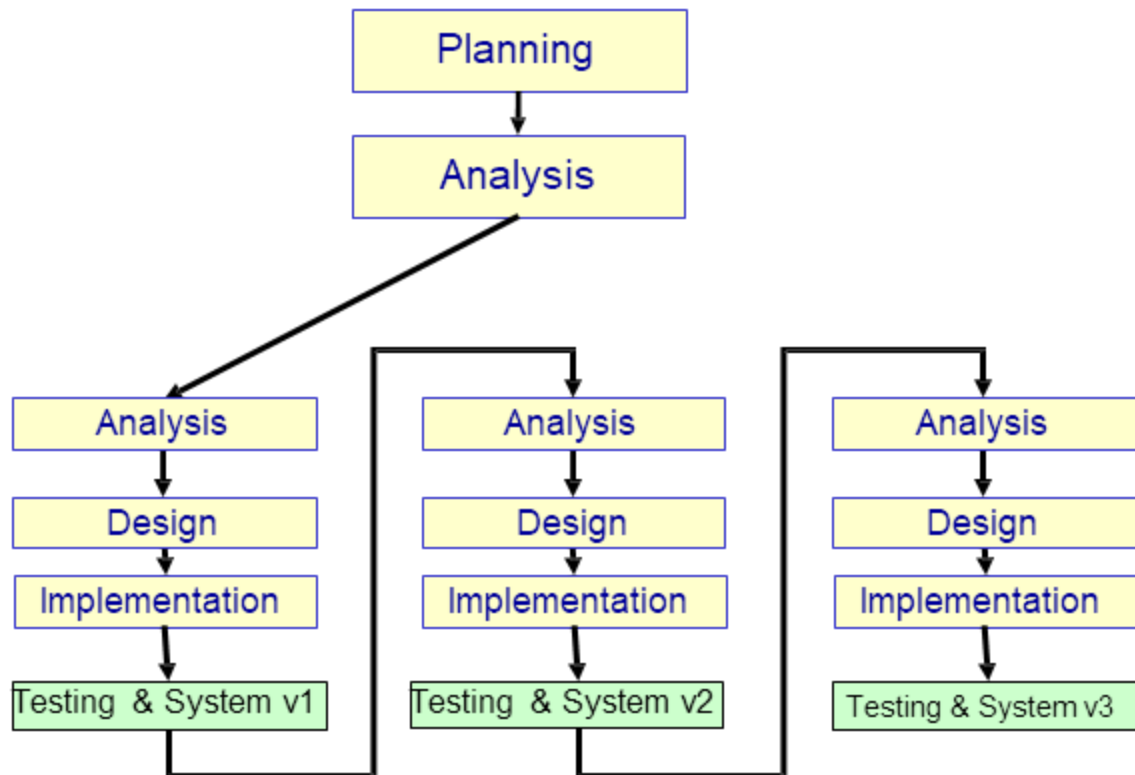 Planning
Analysis
Analysis
Analysis
Analysis
Design
Design
Design
Implementation
Implementation
Implementation
Testing & System v1
Testing & System v2
Testing & System v3